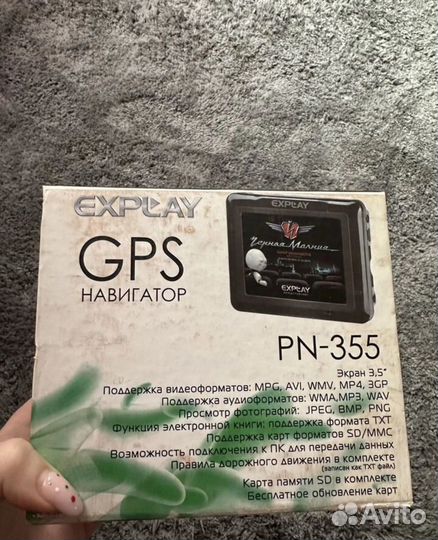 EXPLAY
GPS
НАВИГАТОР
Черная Молния
EXPLAY
PN-355
Экран 3,5"
Поддержка видеоформатов: MPG, AVI, WMV, MP4, 3GP
Поддержка аудиоформатов: WMA,MP3, WAV
Просмотр фотографий: JPEG, BMP, PNG
Функция электронной книги: поддержка формата TXT
Поддержка карт форматов SD/MMC
Возможность подключения к ПК для передачи данных
Правила дорожного движения в комплекте
(записан как TXT файл)
Карта памяти SD в комплекте
Бесплатное обновление карт
Avito